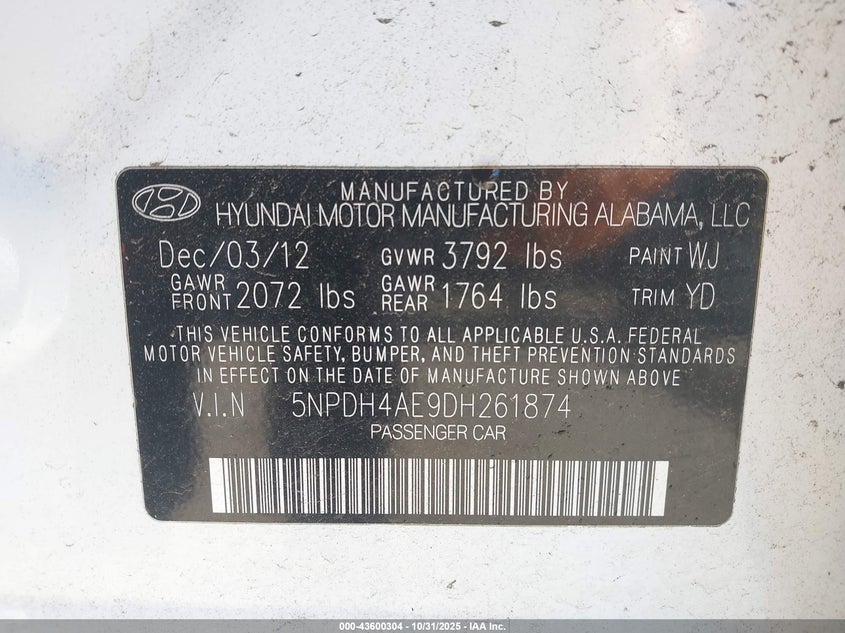 MANUFACTURED BY
HYUNDAI MOTOR MANUFACTURING ALABAMA, LLC
Dec/03/12 GVWR 3792 lbs PAINT WJ
GAWR FRONT 2072 lbs GAWR REAR 1764 lbs TRIM YD
THIS VEHICLE CONFORMS TO ALL APPLICABLE U.S.A. FEDERAL
MOTOR VEHICLE SAFETY, BUMPER, AND THEFT PREVENTION STANDARDS
IN EFFECT ON THE DATE OF MANUFACTURE SHOWN ABOVE
V.I.N 5NPDH4AE9DH261874
PASSENGER CAR
000-43600304 - 10/31/2025 - IAA Inc.